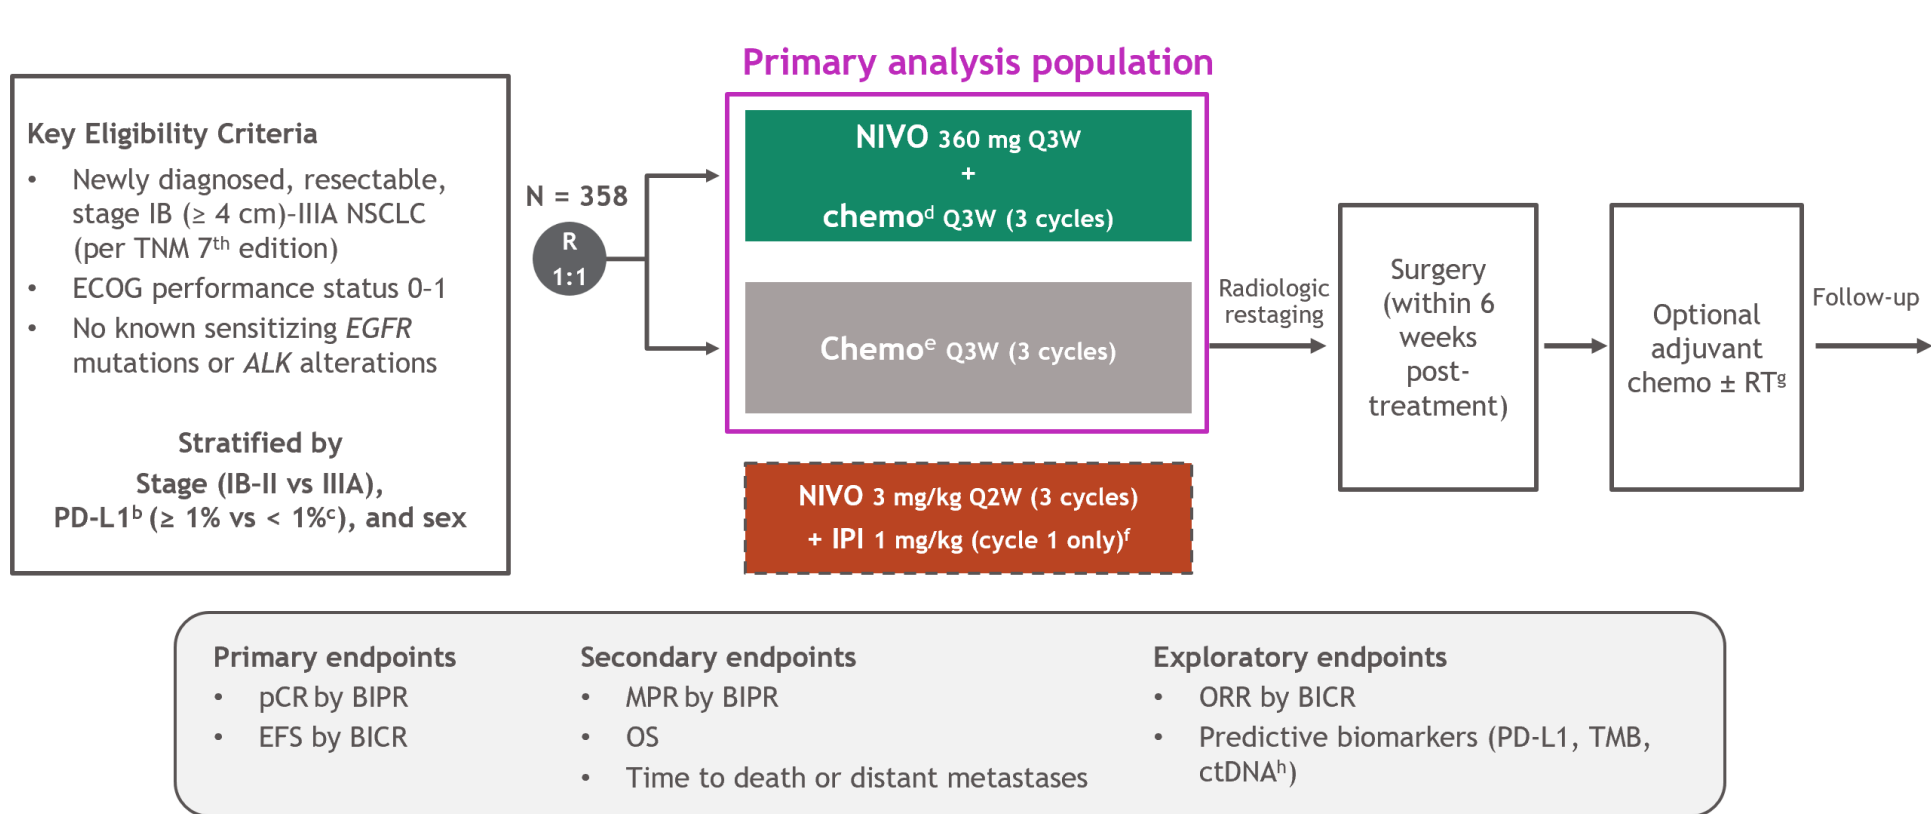 Primary analysis population
Key Eligibility Criteria
• Newly diagnosed, resectable,
stage IB (≥ 4 cm)–IIIA NSCLC
(per TNM 7th edition)
• ECOG performance status 0–1
• No known sensitizing EGFR
mutations or ALK alterations
Stratified by
Stage (IB–II vs IIIA),
PD-L1ᵇ (≥ 1% vs < 1%ᶜ), and sex
N = 358
R
1:1
NIVO 360 mg Q3W
+
chemoᵈ Q3W (3 cycles)
Chemoᵉ Q3W (3 cycles)
NIVO 3 mg/kg Q2W (3 cycles)
+ IPI 1 mg/kg (cycle 1 only)ᶠ
Radiologic
restaging
Surgery
(within 6
weeks
post-
treatment)
Optional
adjuvant
chemo ± RTᵍ
Follow-up
Primary endpoints
• pCR by BIPR
• EFS by BICR
Secondary endpoints
• MPR by BIPR
• OS
• Time to death or distant metastases
Exploratory endpoints
• ORR by BICR
• Predictive biomarkers (PD-L1, TMB,
ctDNAʰ)